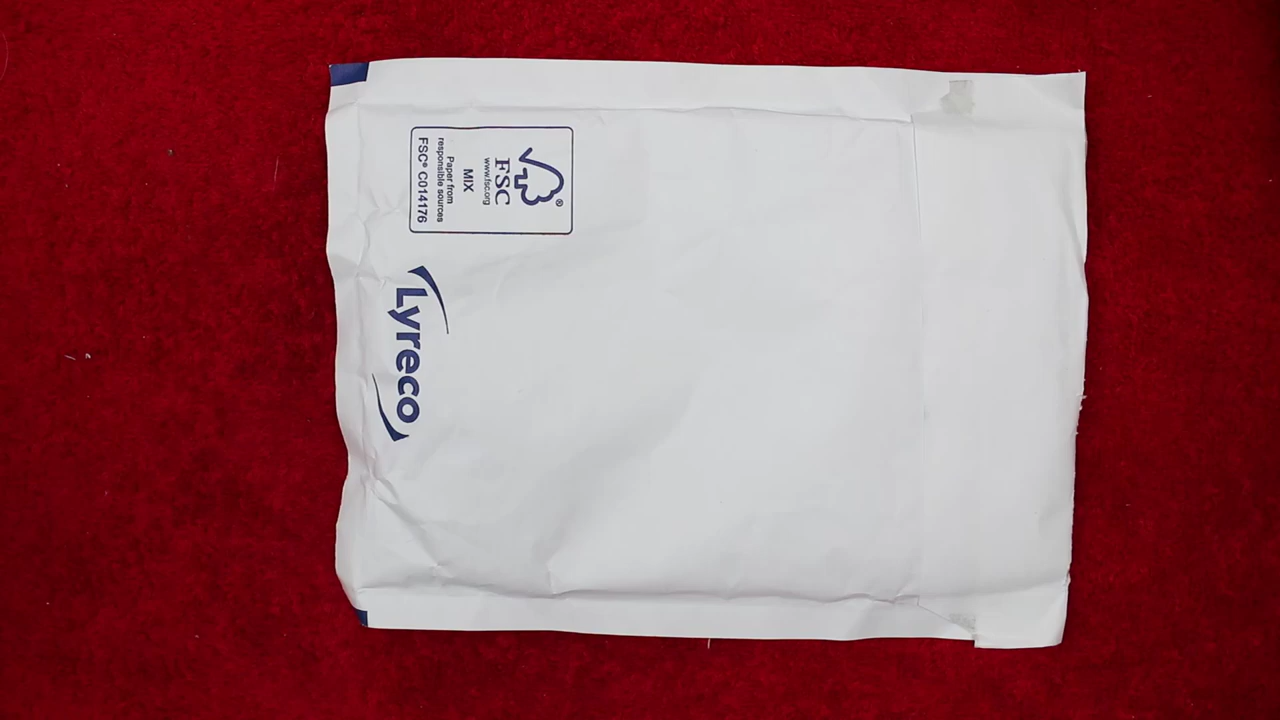 ®
FSC
www.fsc.org
MIX
Paper from
responsible sources
FSC® C014176
Lyreco